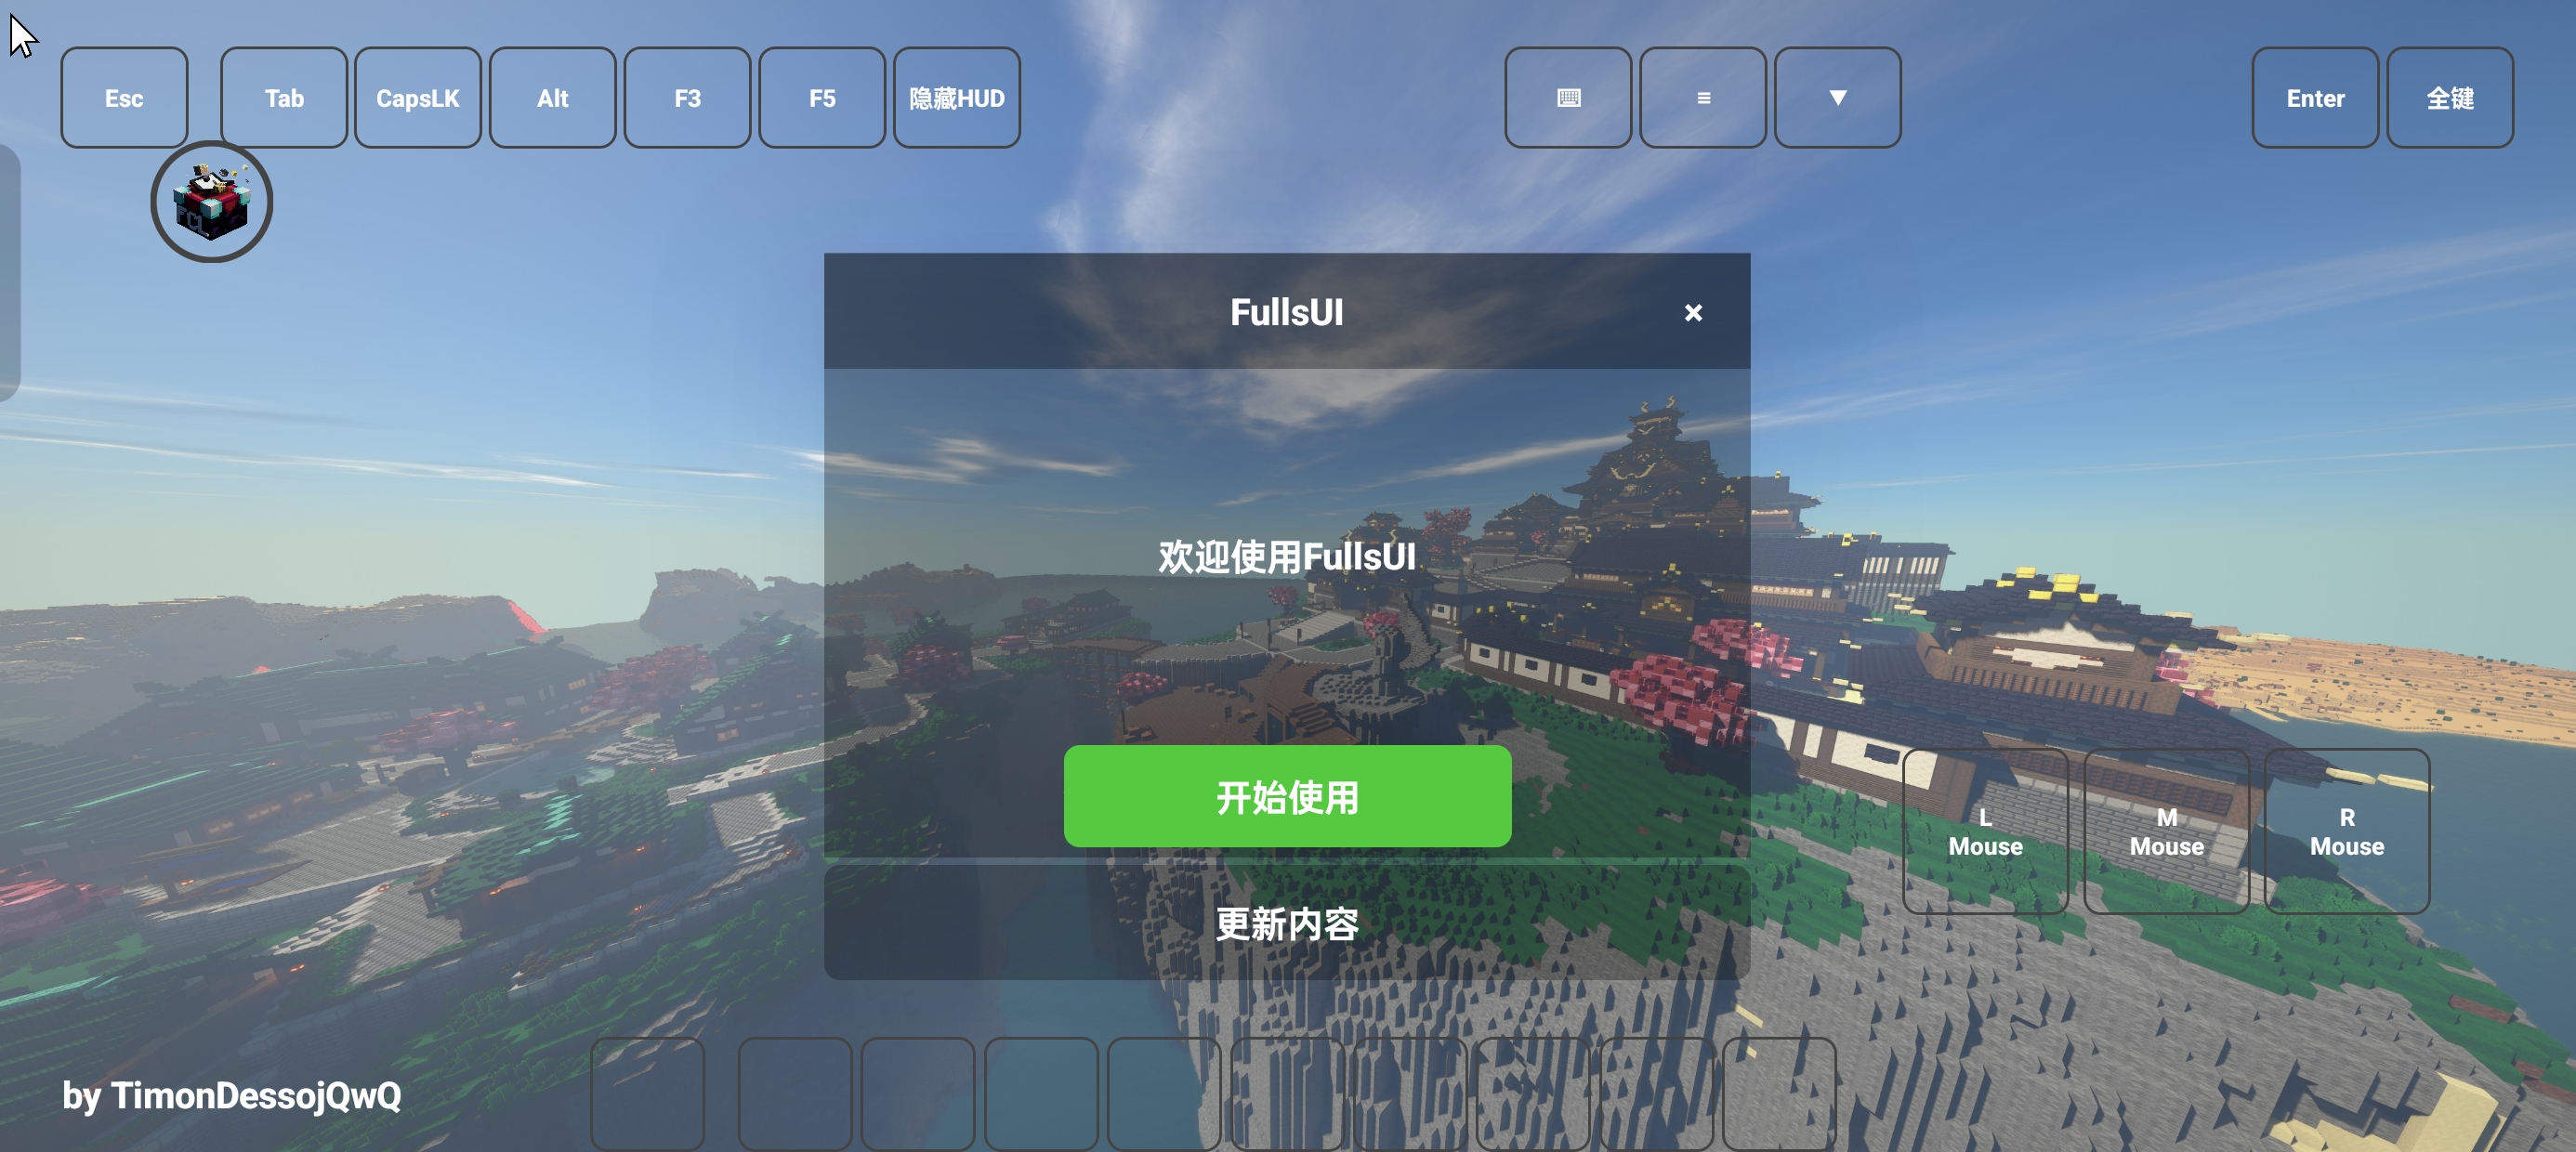 Esc
Tab
CapsLK
Alt
F3
F5
隐藏HUD
≡
▼
Enter
全键
FCL
FullsUI
×
欢迎使用FullsUI
开始使用
更新内容
L
Mouse
M
Mouse
R
Mouse
by TimonDessojQwQ